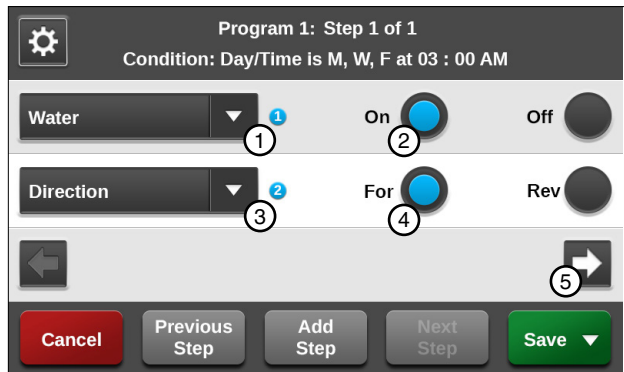 Program 1: Step 1 of 1
Condition: Day/Time is M, W, F at 03 : 00 AM
Water 1 On Off
1 2
Direction 2 For Rev
3 4
5
Cancel Previous Step Add Step Next Step Save